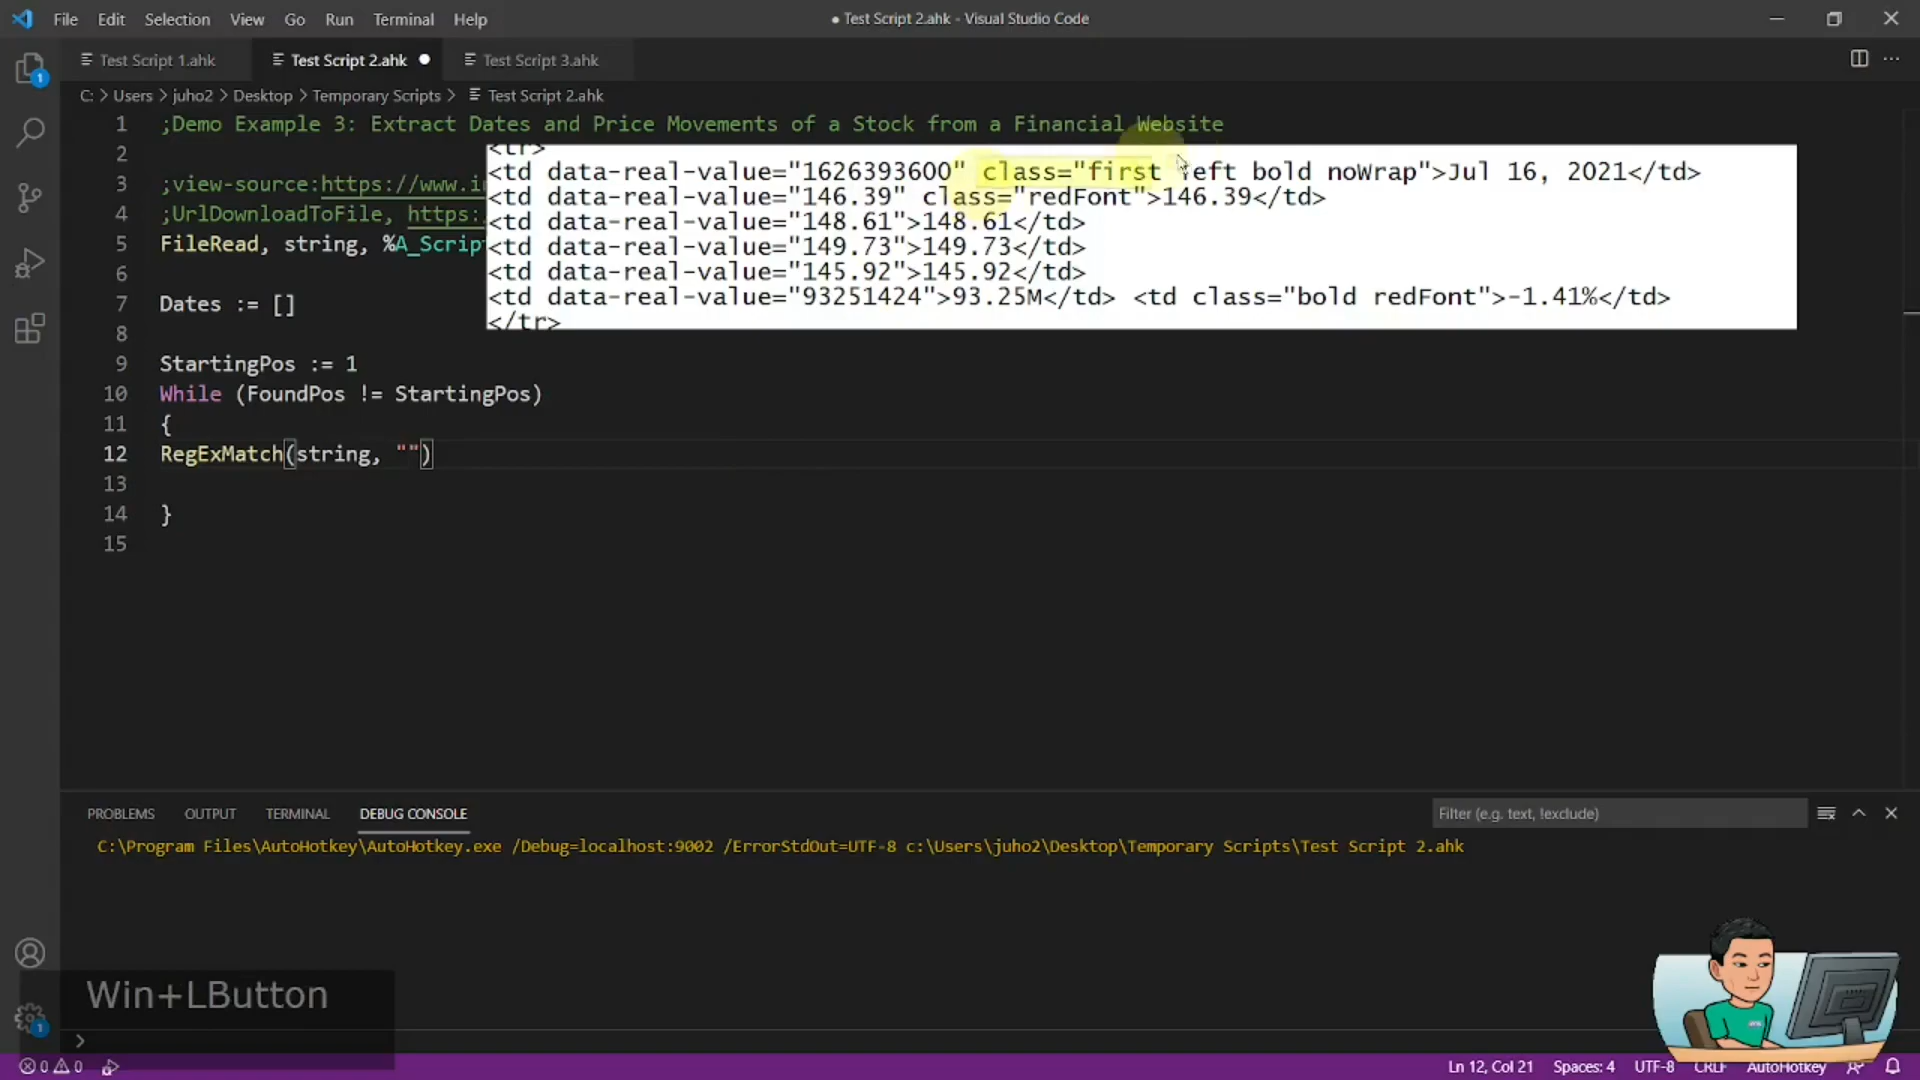 File Edit Selection View Go Run Terminal Help
● Test Script 2.ahk - Visual Studio Code
Test Script 1.ahk
Test Script 2.ahk
Test Script 3.ahk
C: > Users > juho2 > Desktop > Temporary Scripts > Test Script 2.ahk
1 ;Demo Example 3: Extract Dates and Price Movements of a Stock from a Financial Website
2
3 ;view-source:https://www.i
4 ;UrlDownloadToFile, https:
5 FileRead, string, %A_Scrip
6
7 Dates := []
8
9 StartingPos := 1
10 While (FoundPos != StartingPos)
11 {
12 RegExMatch(string, "")
13
14 }
15
<tr>
<td data-real-value="1626393600" class="first left bold noWrap">Jul 16, 2021</td>
<td data-real-value="146.39" class="redFont">146.39</td>
<td data-real-value="148.61">148.61</td>
<td data-real-value="149.73">149.73</td>
<td data-real-value="145.92">145.92</td>
<td data-real-value="93251424">93.25M</td> <td class="bold redFont">-1.41%</td>
</tr>
PROBLEMS OUTPUT TERMINAL DEBUG CONSOLE
Filter (e.g. text, !exclude)
C:\Program Files\AutoHotkey\AutoHotkey.exe /Debug=localhost:9002 /ErrorStdOut=UTF-8 c:\Users\juho2\Desktop\Temporary Scripts\Test Script 2.ahk
1
Win+LButton
1
0 0
Ln 12, Col 21 Spaces: 4 UTF-8 CRLF AutoHotkey